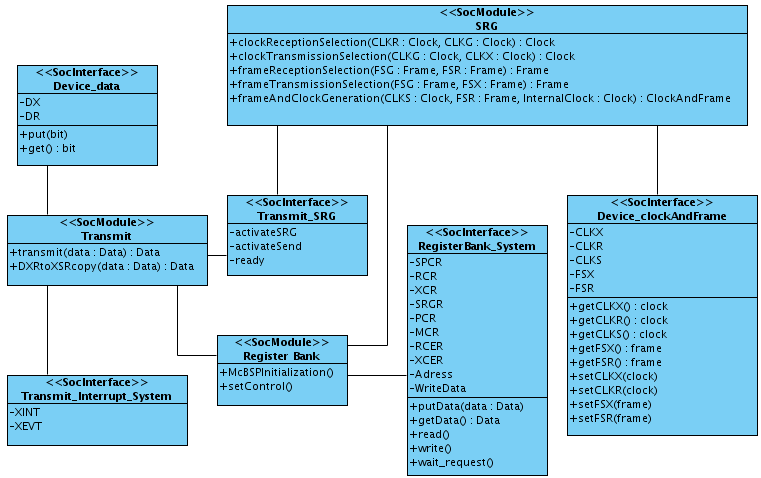 <<SocModule>>
SRG
+clockReceptionSelection(CLKR : Clock, CLKG : Clock) : Clock
+clockTransmissionSelection(CLKG : Clock, CLKX : Clock) : Clock
+frameReceptionSelection(FSG : Frame, FSR : Frame) : Frame
+frameTransmissionSelection(FSG : Frame, FSX : Frame) : Frame
+frameAndClockGeneration(CLKS : Clock, FSR : Frame, InternalClock : Clock) : ClockAndFrame
<<SocInterface>>
Device_data
-DX
-DR
+put(bit)
+get() : bit
<<SocModule>>
Transmit
+transmit(data : Data) : Data
+DXRtoXSRcopy(data : Data) : Data
<<SocInterface>>
Transmit_SRG
-activateSRG
-activateSend
-ready
<<SocInterface>>
RegisterBank_System
-SPCR
-RCR
-XCR
-SRGR
-PCR
-MCR
-RCER
-XCER
-Adress
-WriteData
+putData(data : Data)
+getData() : Data
+read()
+write()
+wait_request()
<<SocInterface>>
Device_clockAndFrame
-CLKX
-CLKR
-CLKS
-FSX
-FSR
+getCLKX() : clock
+getCLKR() : clock
+getCLKS() : clock
+getFSX() : frame
+getFSR() : frame
+setCLKX(clock)
+setCLKR(clock)
+setFSX(frame)
+setFSR(frame)
<<SocModule>>
Register Bank
+McBSPInitialization()
+setControl()
<<SocInterface>>
Transmit_Interrupt_System
-XINT
-XEVT